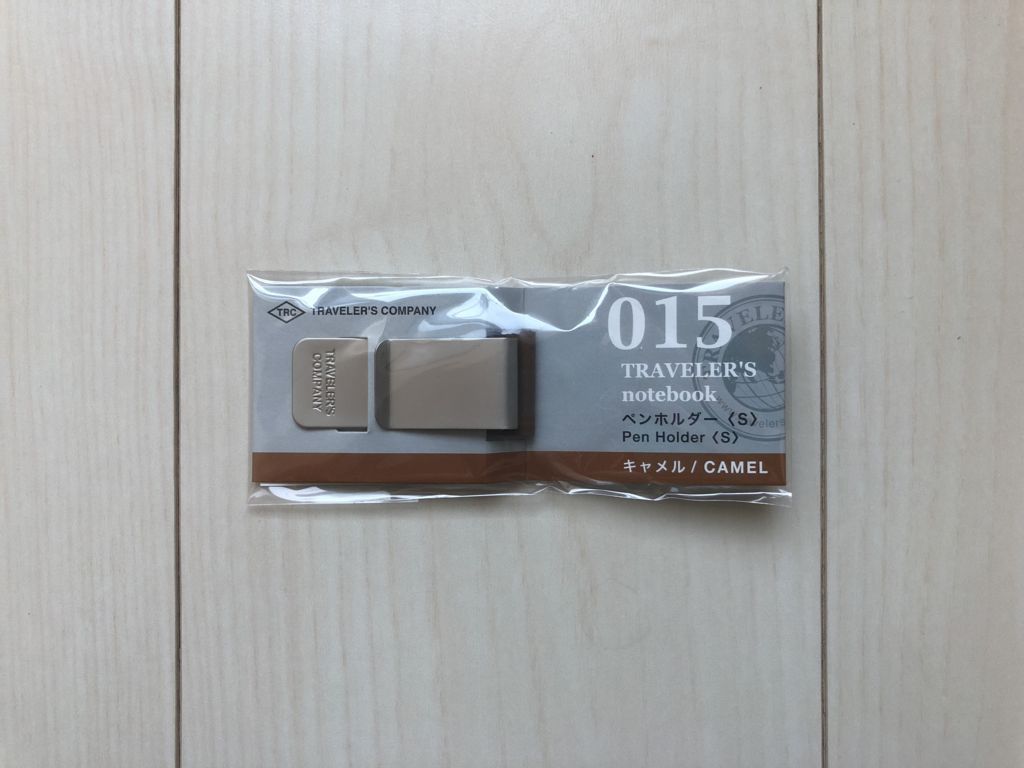 TRC TRAVELER'S COMPANY
TRAVELER'S
COMPANY
015
TRAVELER'S
notebook
ペンホルダー〈S〉
Pen Holder〈S〉
キャメル / CAMEL